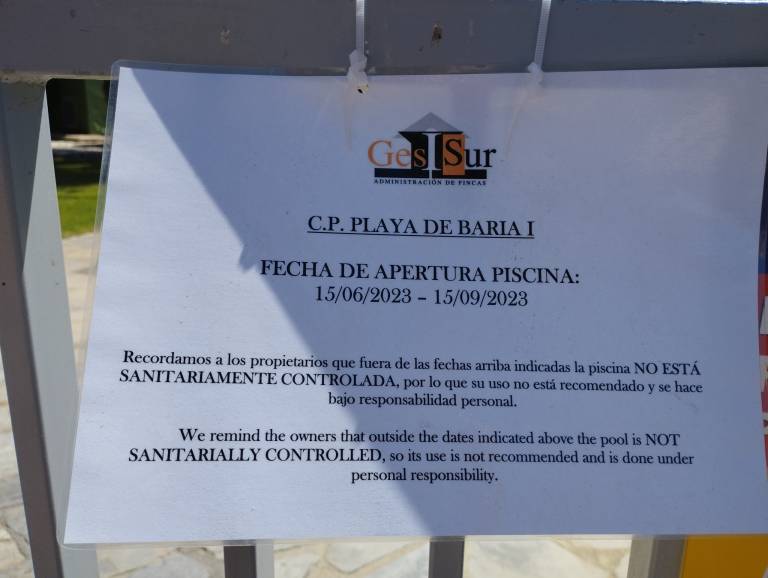 GesSur
ADMINISTRACIÓN DE FINCAS
C.P. PLAYA DE BARIA I
FECHA DE APERTURA PISCINA:
15/06/2023 – 15/09/2023
Recordamos a los propietarios que fuera de las fechas arriba indicadas la piscina NO ESTÁ
SANITARIAMENTE CONTROLADA, por lo que su uso no está recomendado y se hace
bajo responsabilidad personal.
We remind the owners that outside the dates indicated above the pool is NOT
SANITARIALLY CONTROLLED, so its use is not recommended and is done under
personal responsibility.